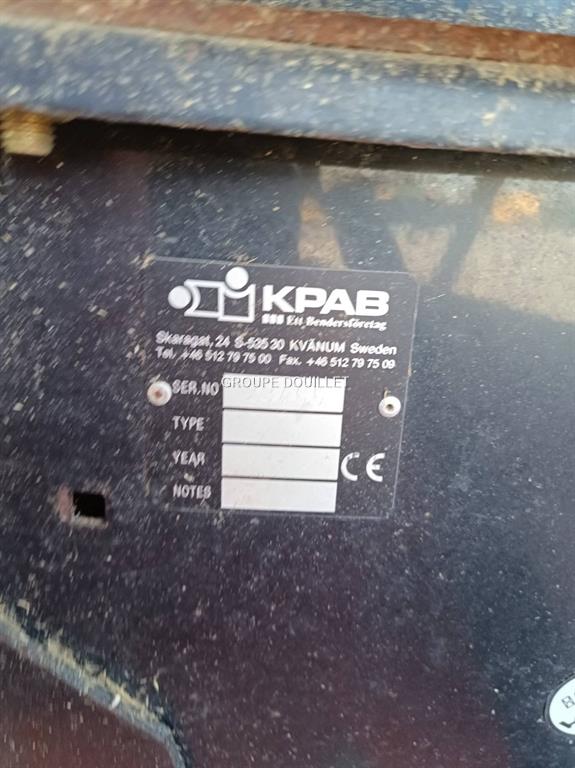 KPAB
Ett Bendersföretag
Skaragat. 24 S-535 30 KVÄNUM Sweden
Tel. +46 512 79 75 00 Fax. +46 512 79 75 09
SER.NO
GROUPE DOUILLET
TYPE
YEAR
CE
NOTES